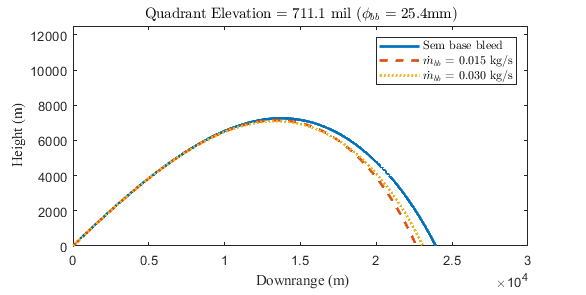 Quadrant Elevation = 711.1 mil (ϕbb = 25.4mm)
Sem base bleed
ṁbb = 0.015 kg/s
ṁbb = 0.030 kg/s
Height (m)
12000
10000
8000
6000
4000
2000
0
0 0.5 1 1.5 2 2.5 3
Downrange (m)
×10^4